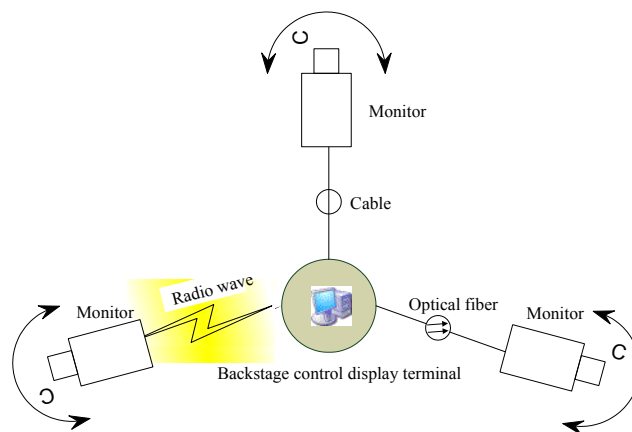 C
Monitor
Cable
Radio wave
Monitor
Optical fiber
Monitor
C
C
Backstage control display terminal